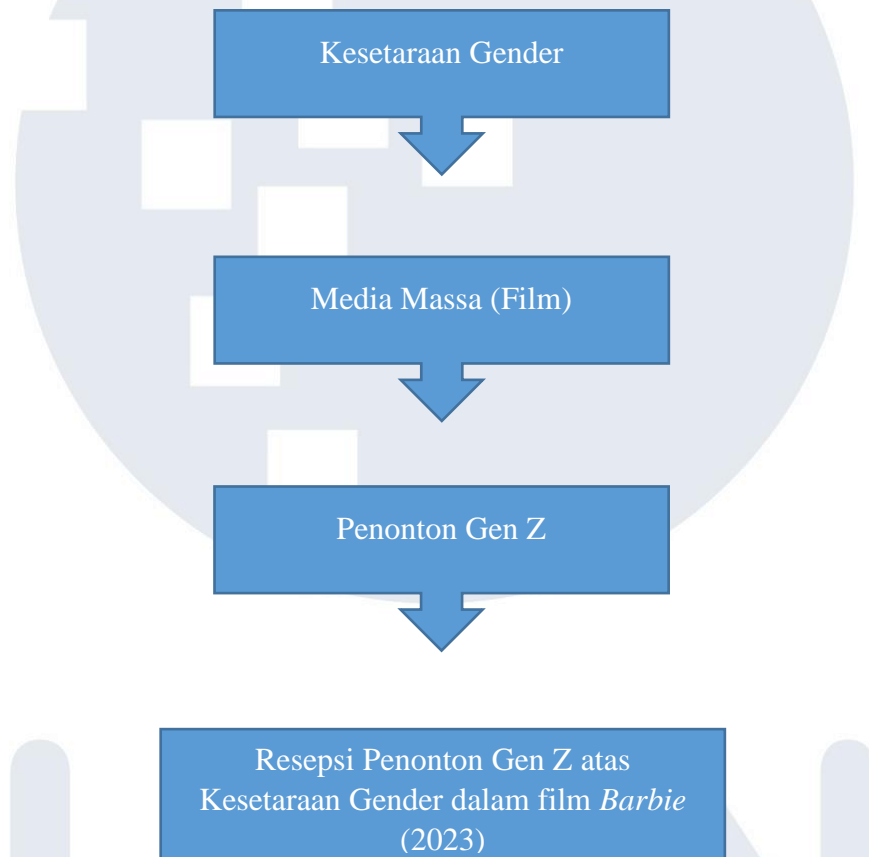 Kesetaraan Gender
Media Massa (Film)
Penonton Gen Z
Resepsi Penonton Gen Z atas
Kesetaraan Gender dalam film Barbie
(2023)